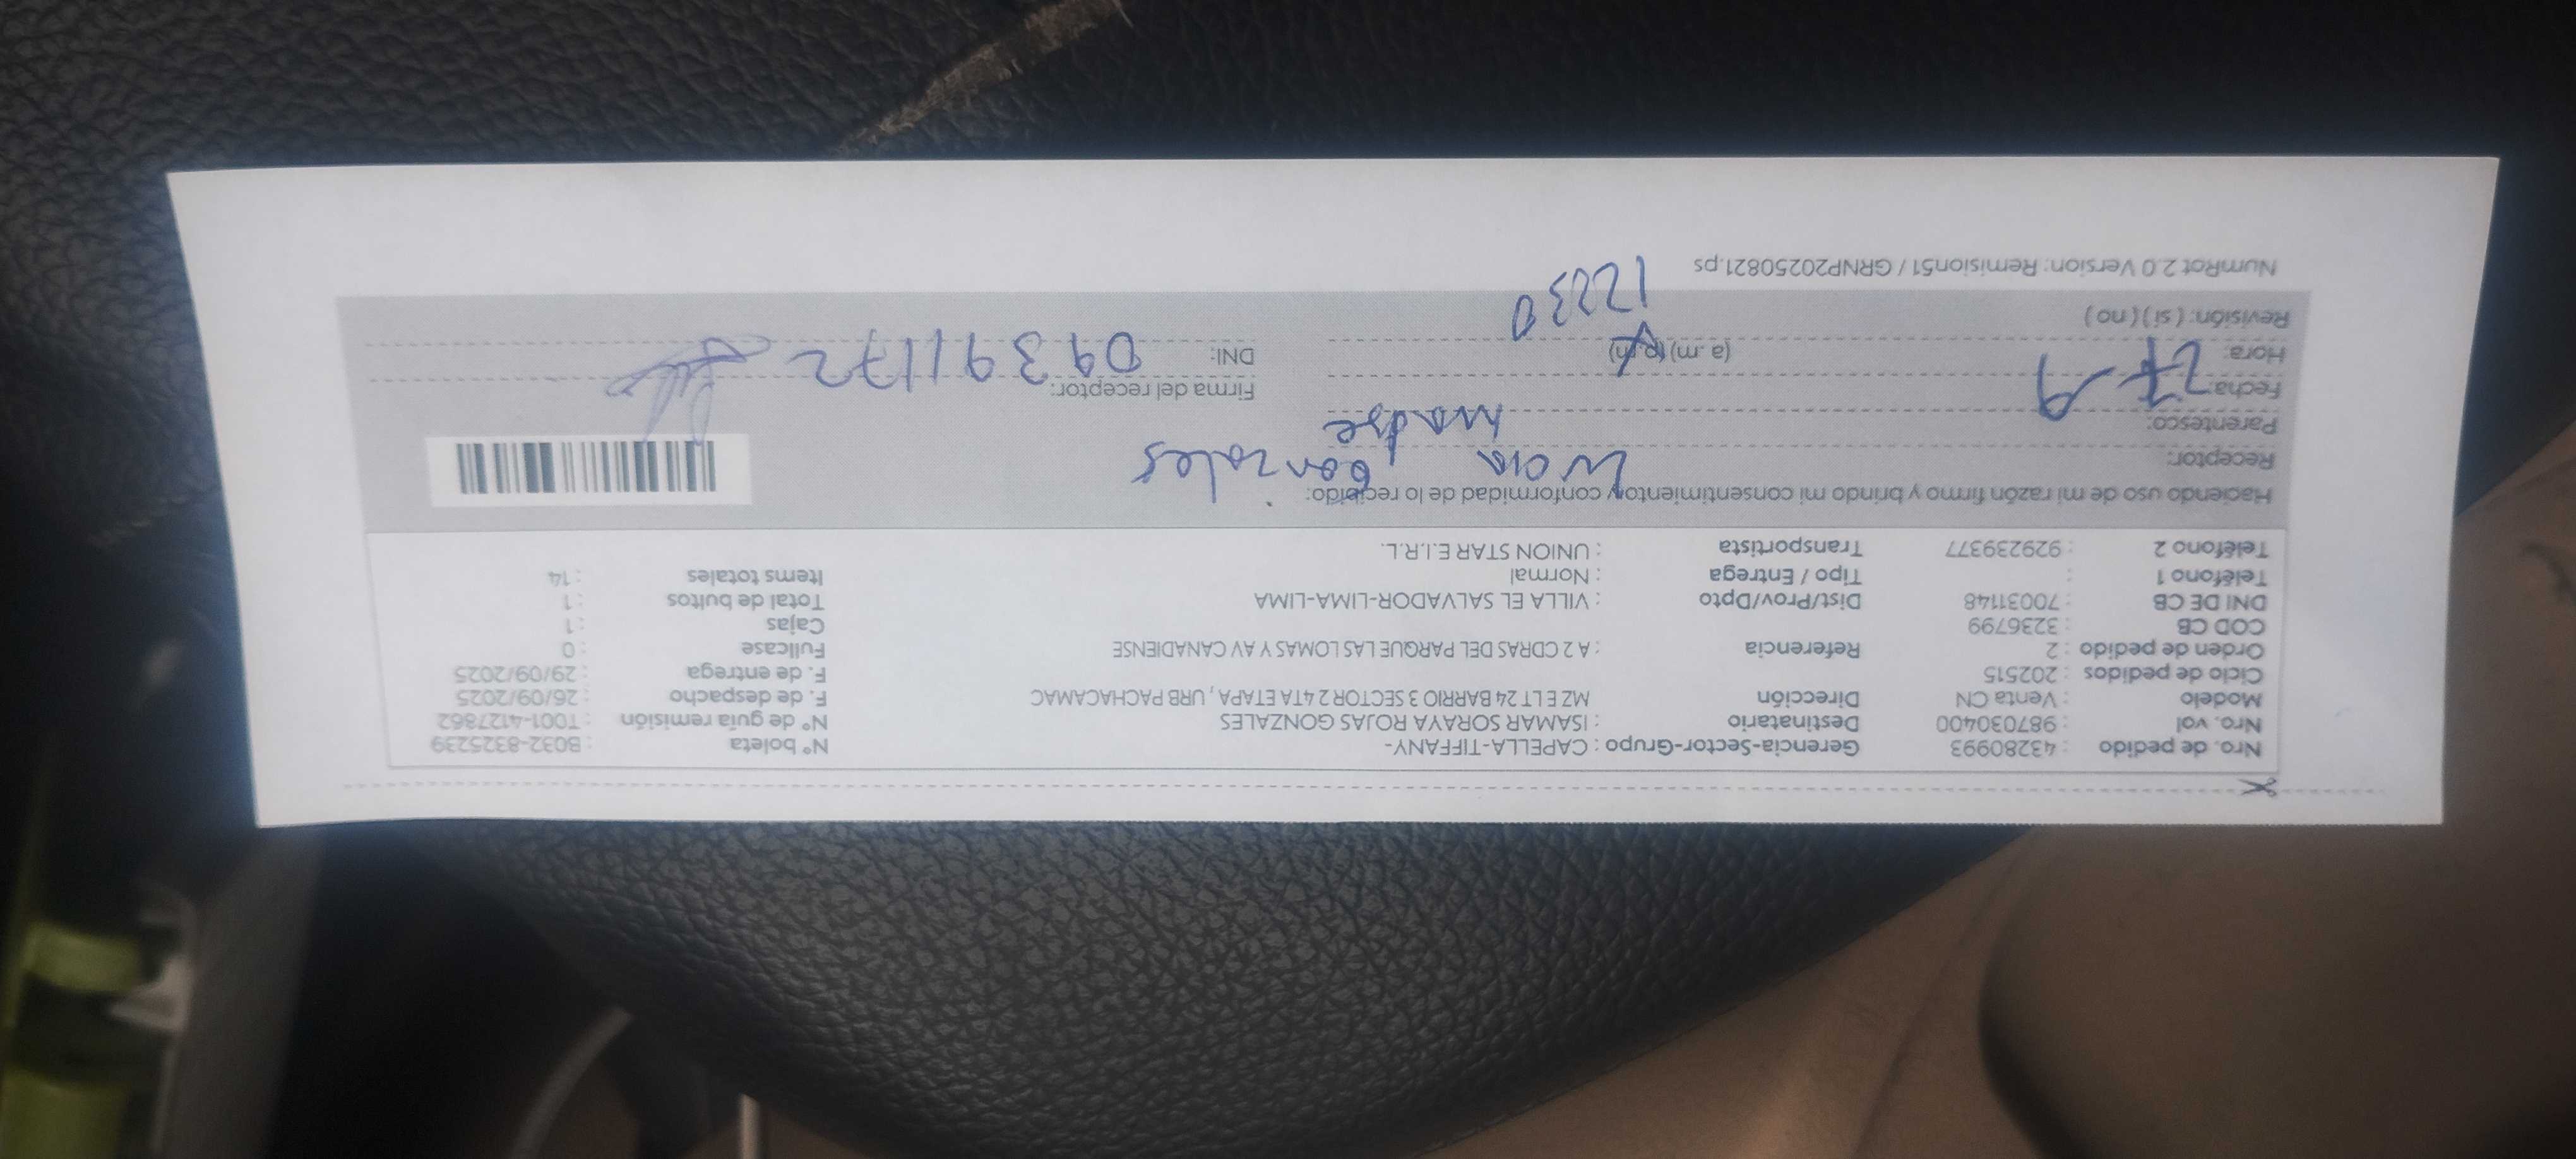 Nro. de pedido : 43280993 Gerencia-Sector-Grupo : CAPELLA-TIFFANY- N° boleta : B032-8325239
Nro. vol : 987030400 Destinatario : ISAMAR SORAYA ROJAS GONZALES N° de guía remisión : T001-4127862
Modelo : Venta CN Dirección MZ E LT 24 BARRIO 3 SECTOR 2 4TA ETAPA , URB PACHACAMAC F. de despacho : 26/09/2025
Ciclo de pedidos : 202515 F. de entrega : 29/09/2025
Orden de pedido : 2 Referencia : A 2 CDRAS DEL PARQUE LAS LOMAS Y AV CANADIENSE Fullcase : 0
COD CB : 3236799 Cajas : 1
DNI DE CB : 70031148 Dist/Prov/Dpto : VILLA EL SALVADOR-LIMA-LIMA Total de bultos : 1
Teléfono 1 : Tipo / Entrega : Normal Items totales : 14
Teléfono 2 : 929239377 Transportista : UNION STAR E.I.R.L.
Haciendo uso de mi razón firmo y brindo mi consentimiento y conformidad de lo recibido:
Receptor: Gonzales
Parentesco: Madre
Fecha: 27-9 Firma del receptor:
Hora: (a. m) (p. m) DNI: 09391172
Revisión: ( si ) ( no ) 1223
NumRot 2.0 Version: Remision51 / GRNP20250821.ps